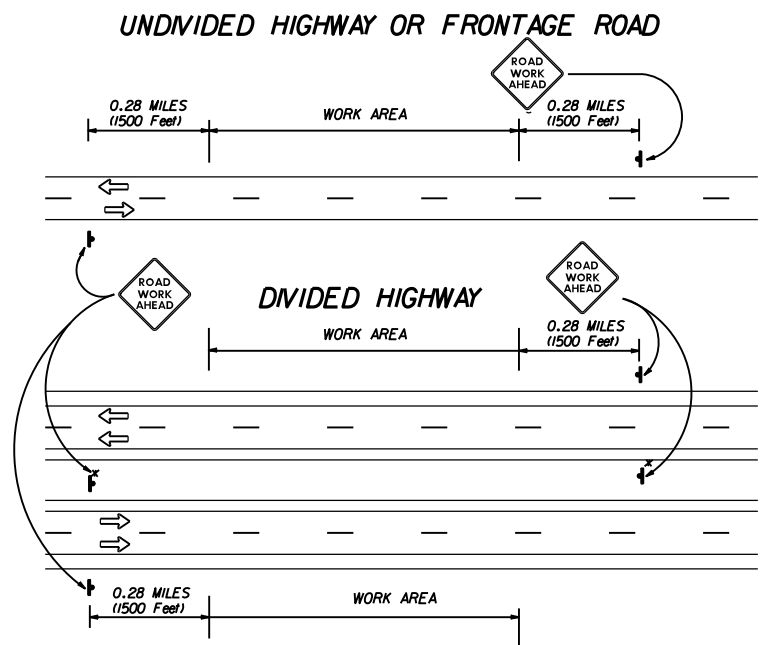 UNDIVIDED HIGHWAY OR FRONTAGE ROAD
ROAD
WORK
AHEAD
0.28 MILES
(1500 Feet)
WORK AREA
0.28 MILES
(1500 Feet)
ROAD
WORK
AHEAD
DIVIDED HIGHWAY
ROAD
WORK
AHEAD
WORK AREA
0.28 MILES
(1500 Feet)
x
x
0.28 MILES
(1500 Feet)
WORK AREA